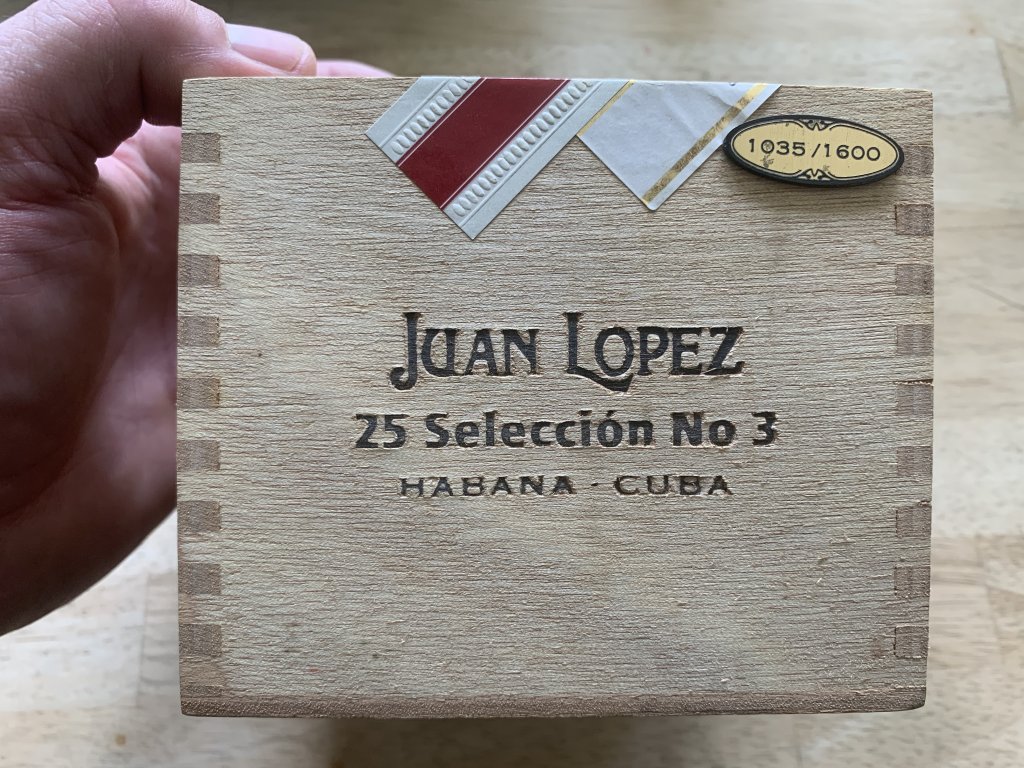 1035/1600
JUAN LOPEZ
25 Selección No 3
HABANA - CUBA